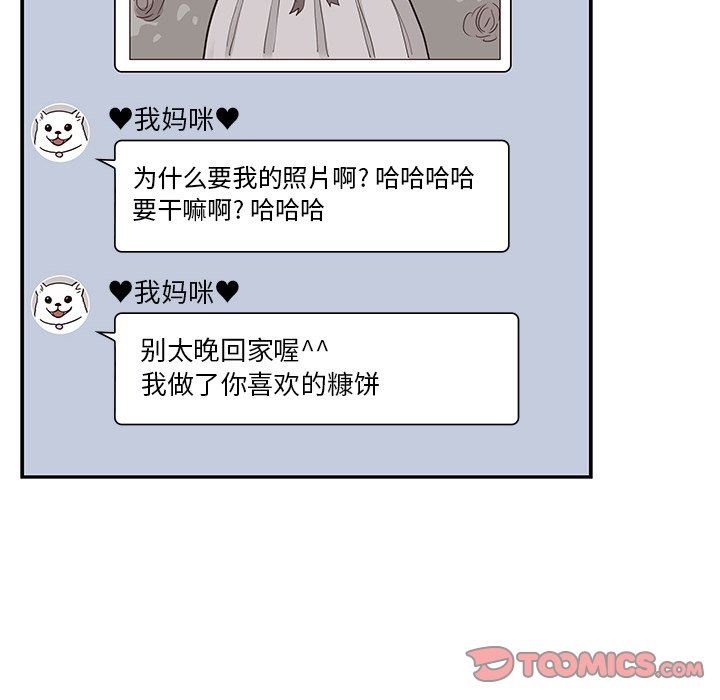 ♥我妈咪♥
为什么要我的照片啊? 哈哈哈哈
要干嘛啊? 哈哈哈
♥我妈咪♥
别太晚回家喔^^
我做了你喜欢的糠饼
TOOMICS.COM